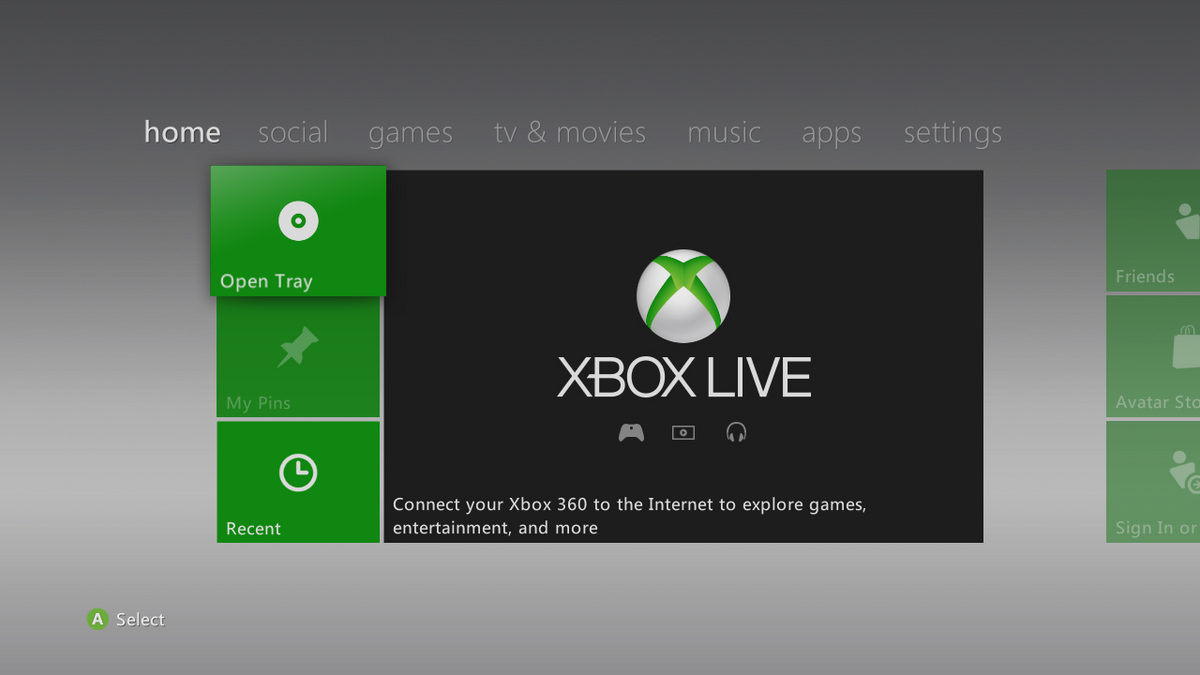 home social games tv & movies music apps settings
Open Tray
My Pins
Recent
XBOX LIVE
Connect your Xbox 360 to the Internet to explore games,
entertainment, and more
Friends
Avatar Sto
Sign In or
A Select